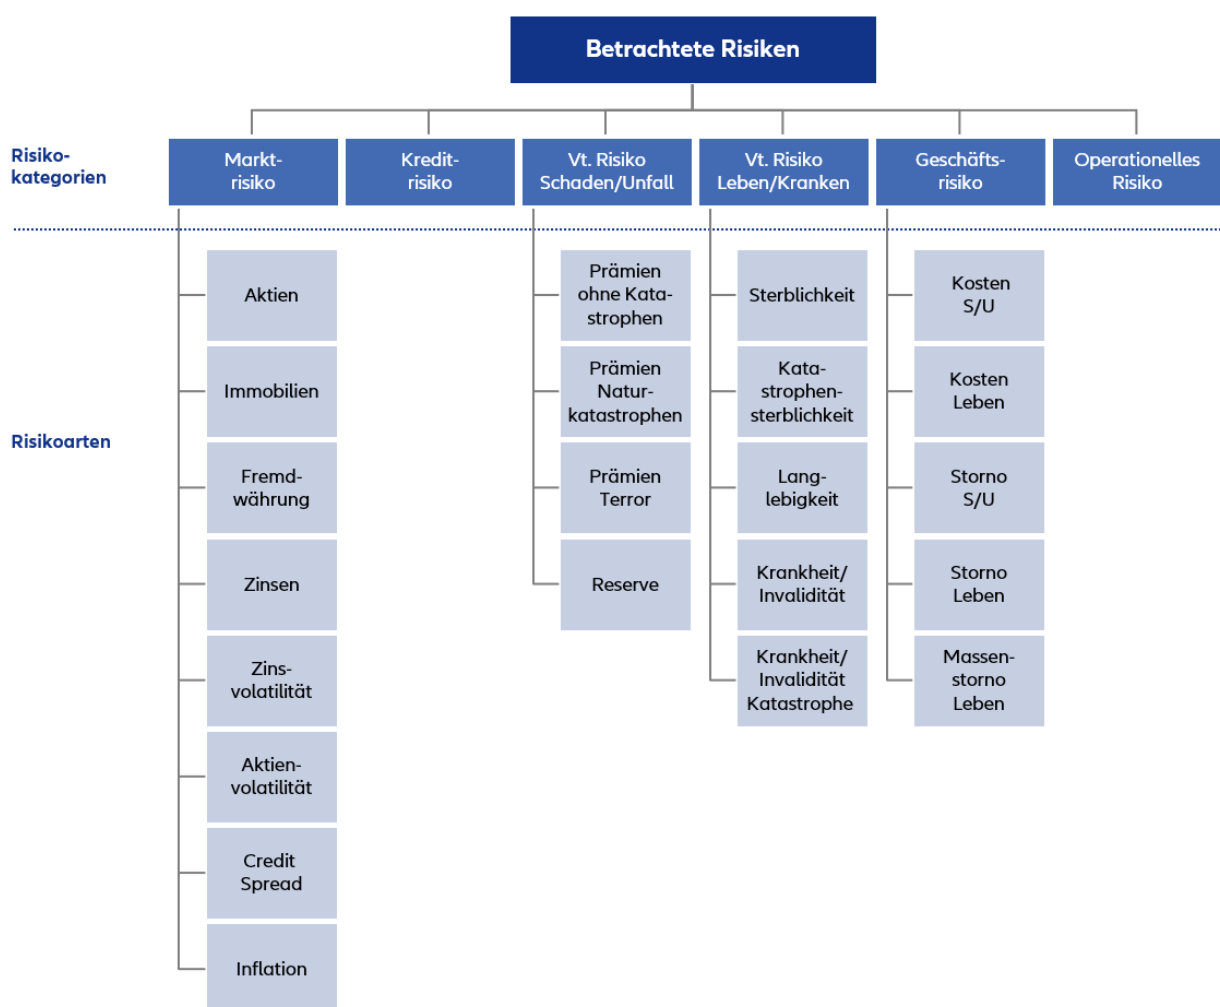 Betrachtete Risiken
Risiko-
kategorien
Markt-
risiko
Kredit-
risiko
Vt. Risiko
Schaden/Unfall
Vt. Risiko
Leben/Kranken
Geschäfts-
risiko
Operationelles
Risiko
Risikoarten
Aktien
Immobilien
Fremd-
währung
Zinsen
Zins-
volatilität
Aktien-
volatilität
Credit
Spread
Inflation
Prämien
ohne Kata-
strophen
Prämien
Natur-
katastrophen
Prämien
Terror
Reserve
Sterblichkeit
Kata-
strophen-
sterblichkeit
Lang-
lebigkeit
Krankheit/
Invalidität
Krankheit/
Invalidität
Katastrophe
Kosten
S/U
Kosten
Leben
Storno
S/U
Storno
Leben
Massen-
storno
Leben